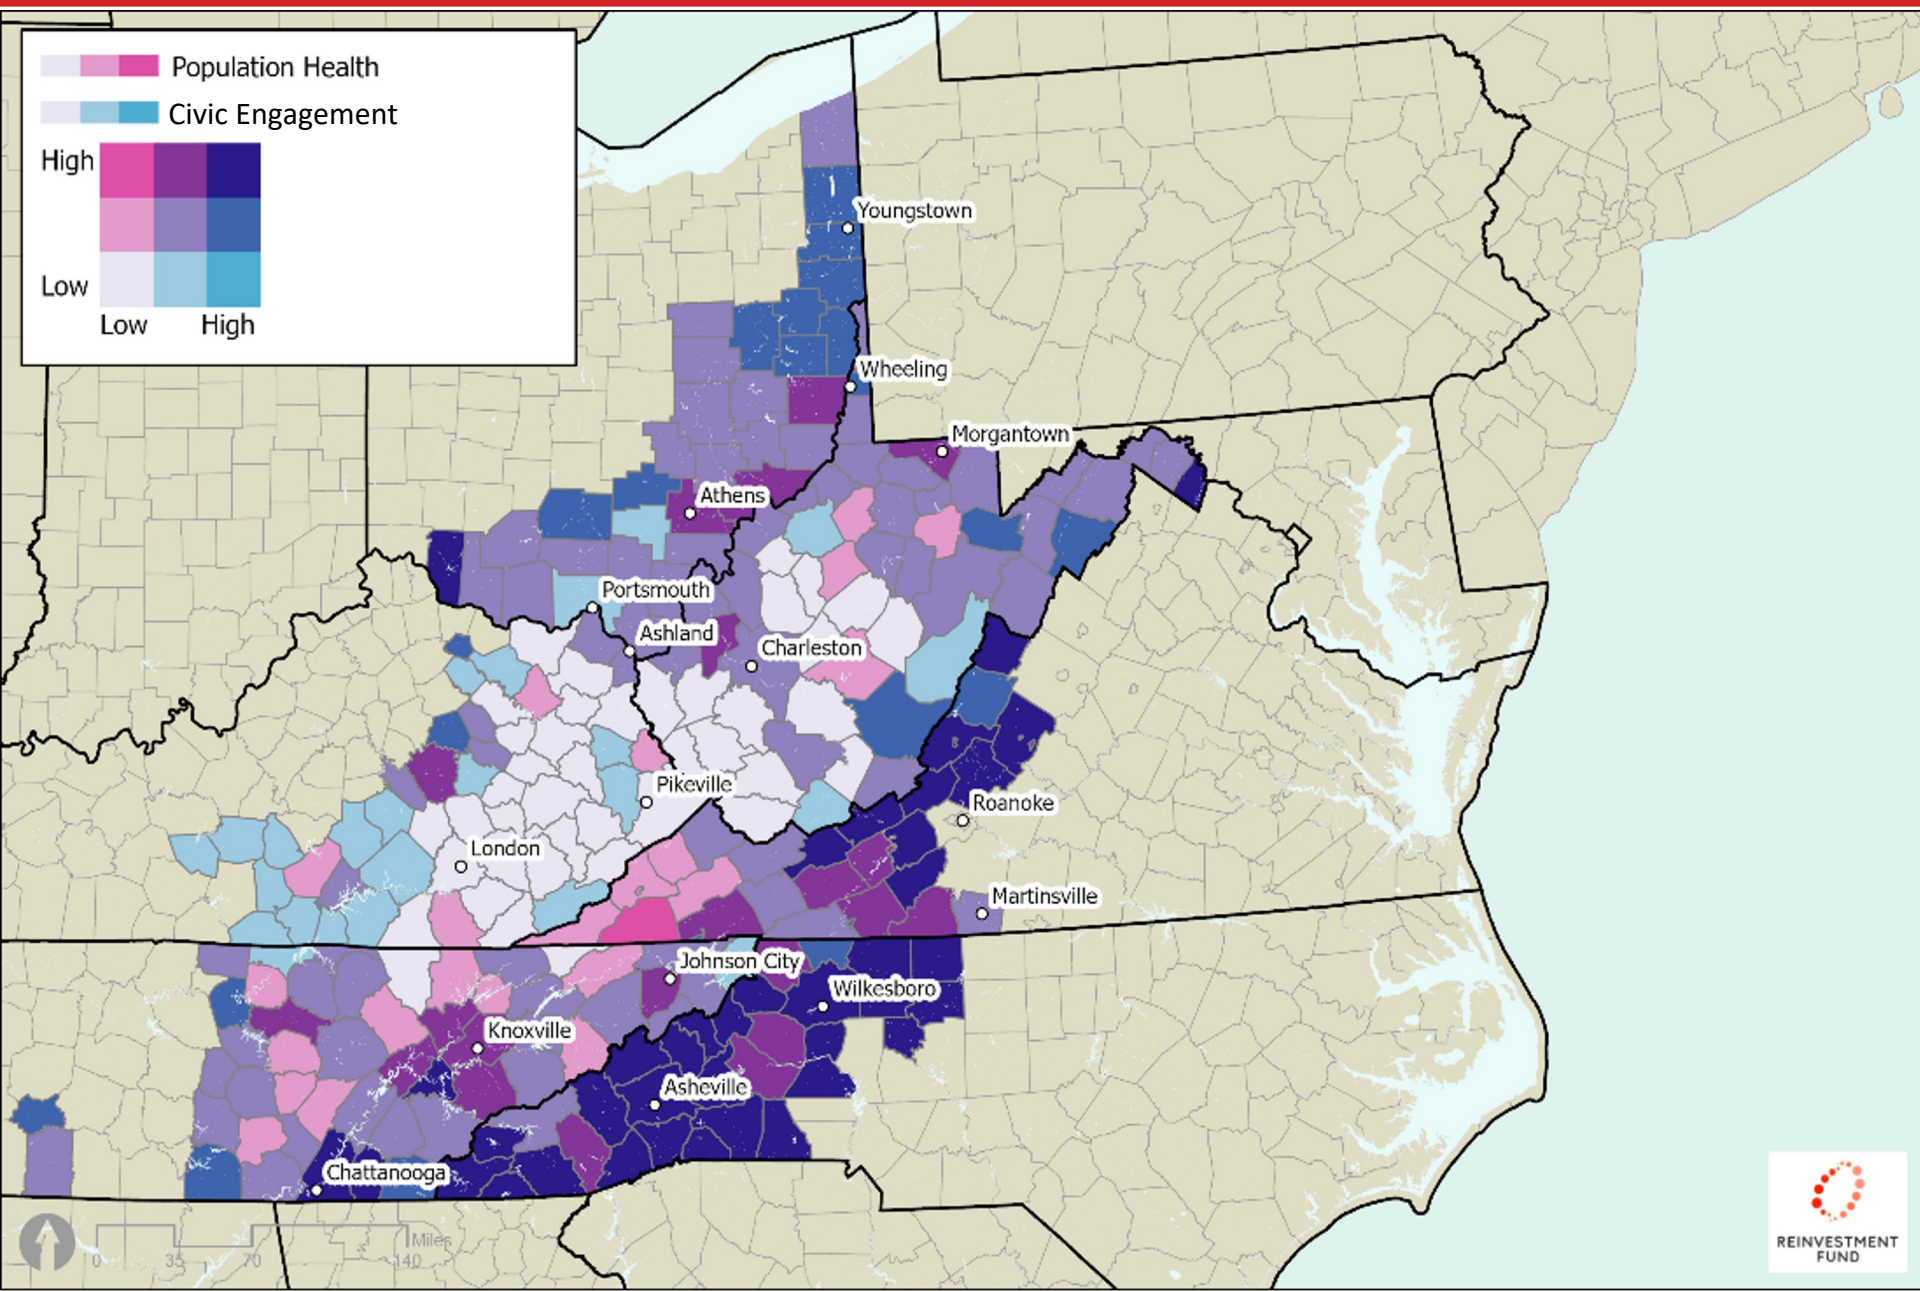 Population Health
Civic Engagement
High
Low
Low High
Youngstown
Wheeling
Morgantown
Athens
Portsmouth
Ashland
Charleston
Pikeville
Roanoke
London
Martinsville
Johnson City
Wilkesboro
Knoxville
Asheville
Chattanooga
Miles
0 35 70 140
REINVESTMENT
FUND